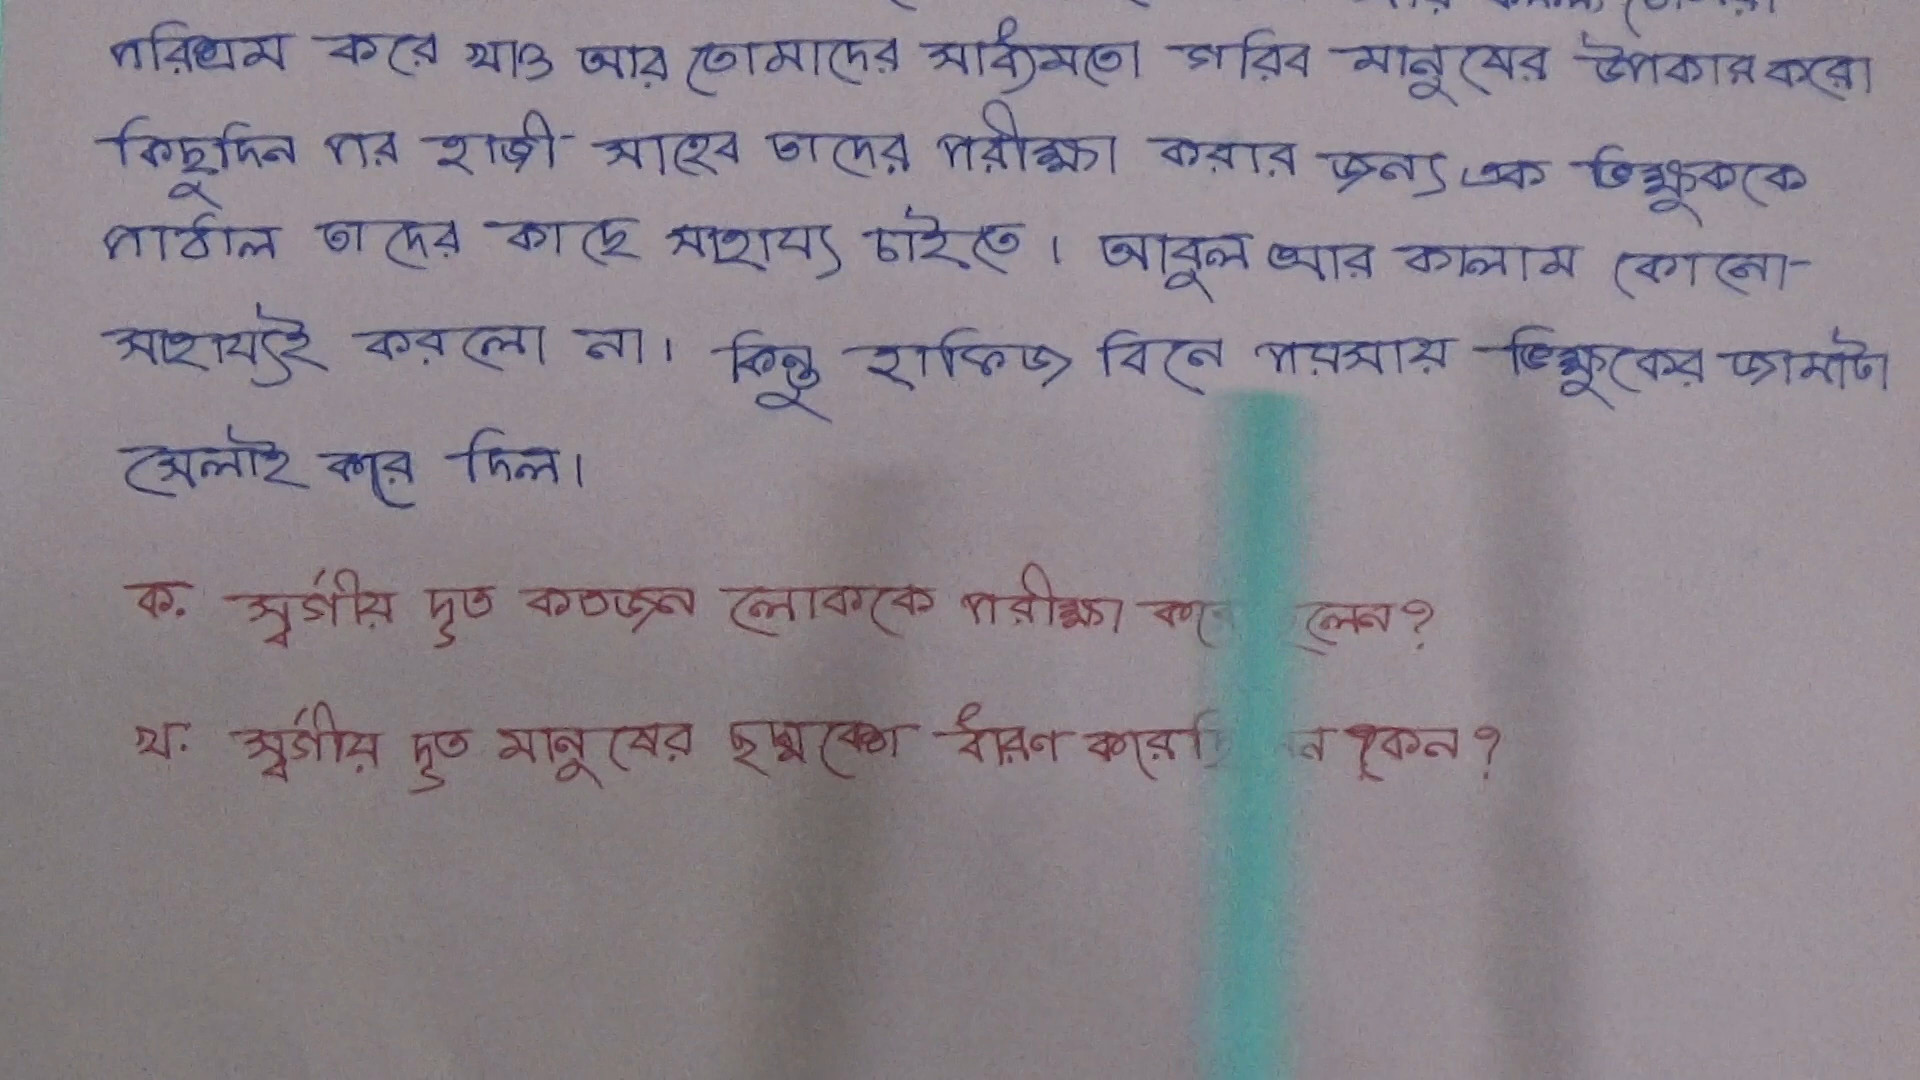 পরিশ্রম করে খাও আর তোমাদের সাধ্যমতো গরিব মানুষের উপকার করো
কিছুদিন পর হাজী সাহেব তাদের পরীক্ষা করার জন্য এক ভিক্ষুককে
পাঠাল তাদের কাছে সাহায্য চাইতে। আবুল আর কালাম কোনো
সাহায্যই করলো না। কিন্তু হাফিজ বিনে পয়সায় ভিক্ষুকের জামাটা
সেলাই করে দিল।
ক. স্বর্গীয় দূত কতজন লোককে পরীক্ষা
খ. স্বর্গীয় দূত মানুষের ছদ্মবেশ ধারণ কেন?